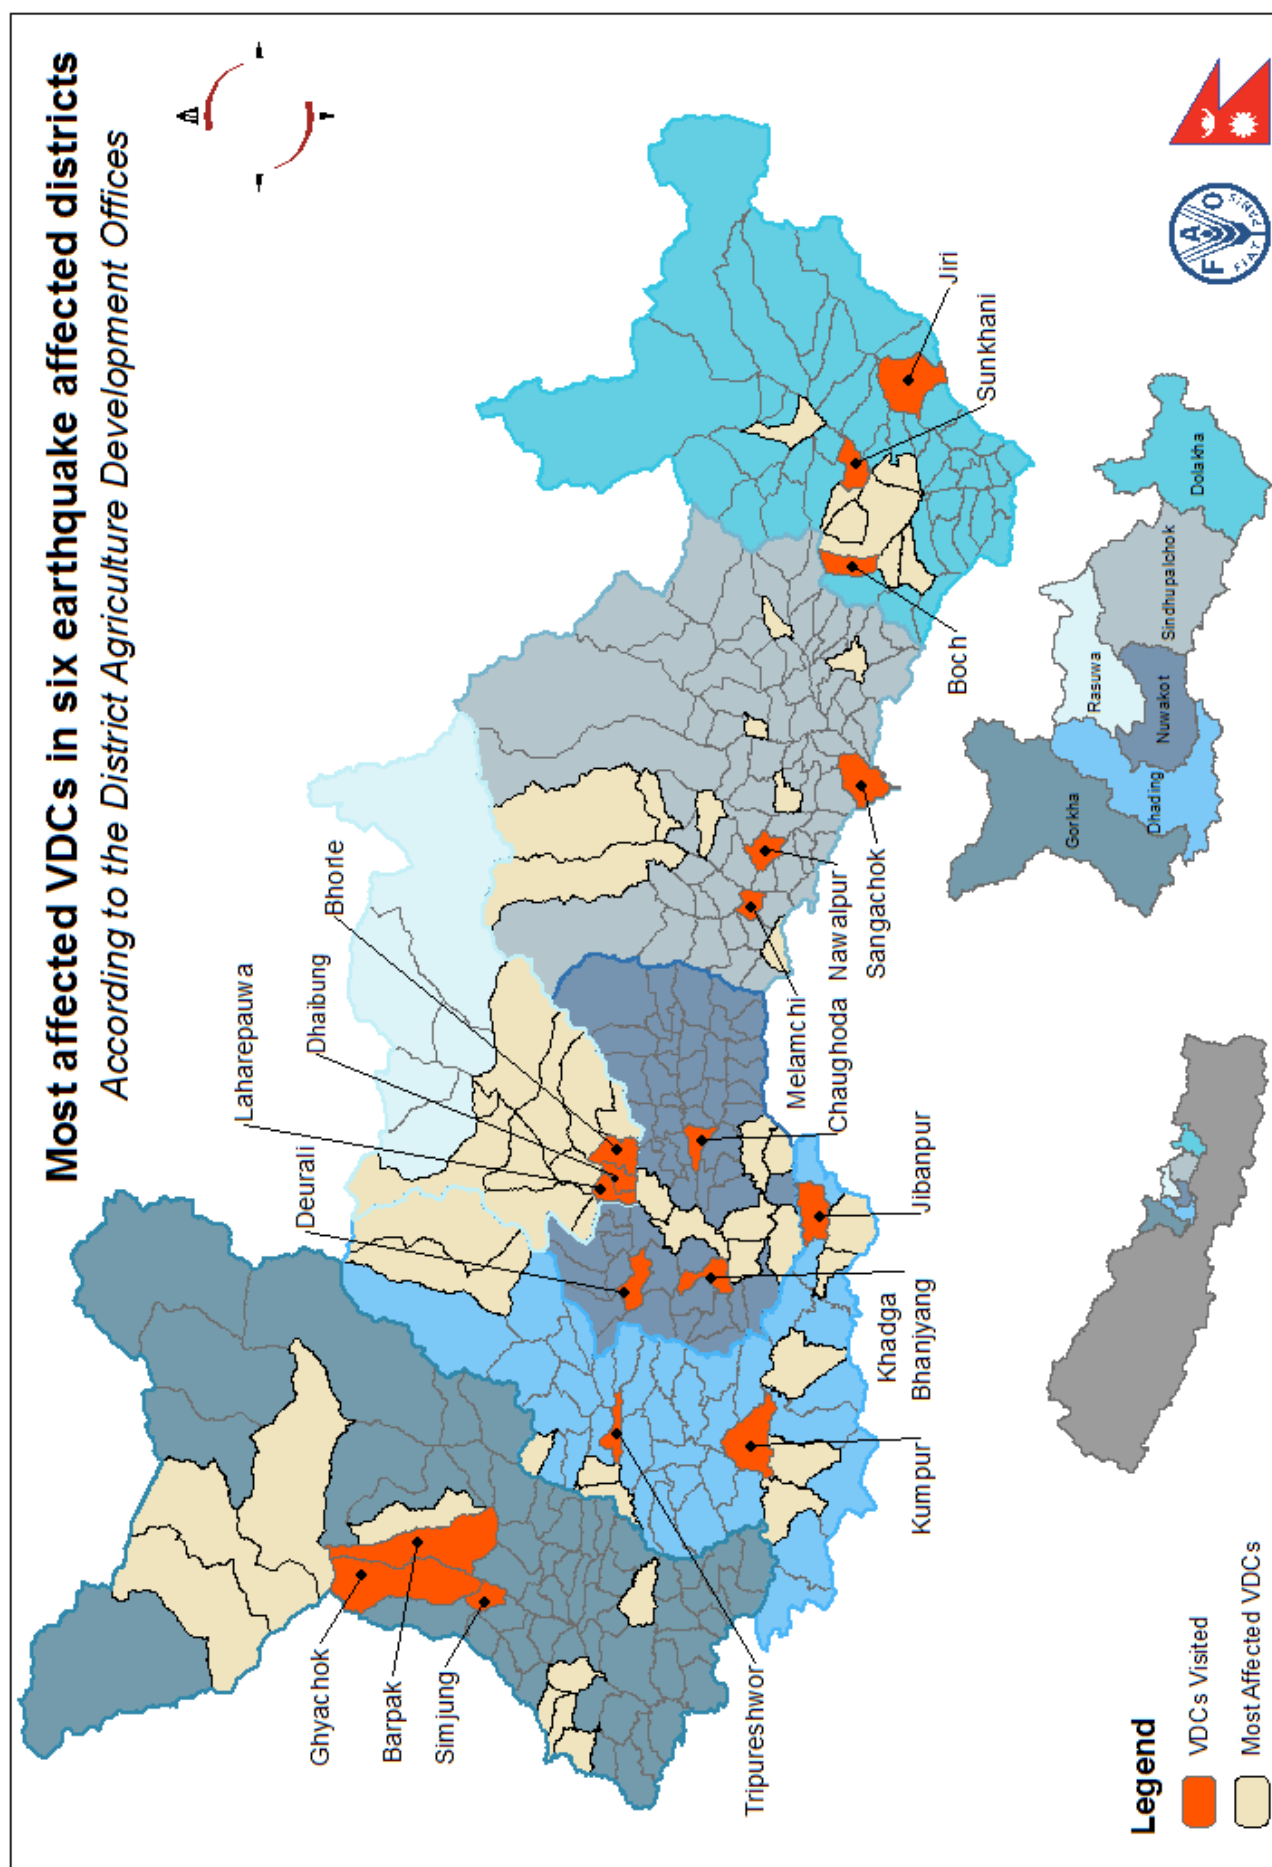 Most affected VDCs in six earthquake affected districts
According to the District Agriculture Development Offices
Ghyachok
Barpak
Simjung
Deurali
Laharepauwa
Dhaibung
Bhorle
Tripureshwor
Kumpur
Khadga
Bhanjyang
Jibanpur
Chaughoda
Melamchi
Nawalpur
Sangachok
Boch
Sunkhani
Jiri
Gorkha
Dhading
Rasuwa
Nuwakot
Sindhupalchok
Dolakha
Legend
VDCs Visited
Most Affected VDCs
F A O
FIAT PANIS